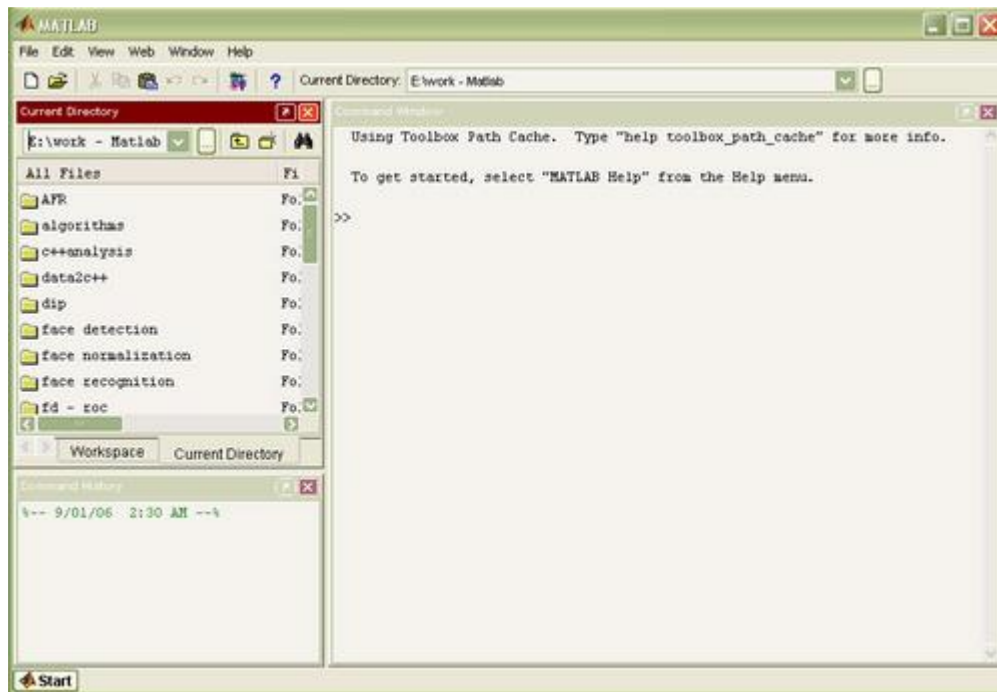 MATLAB
File Edit View Web Window Help
? Current Directory: E:\work - Matlab ...
Current Directory
E:\work - Matlab ...
All Files Fi
AFR Fo
algorithms Fo
c++analysis Fo
data2c++ Fo
dip Fo
face detection Fo
face normalization Fo
face recognition Fo
fd - roc Fo
Workspace Current Directory
Command History
%-- 9/01/06 2:30 AM --%
Command Window
Using Toolbox Path Cache. Type "help toolbox_path_cache" for more info.
To get started, select "MATLAB Help" from the Help menu.
>>
Start